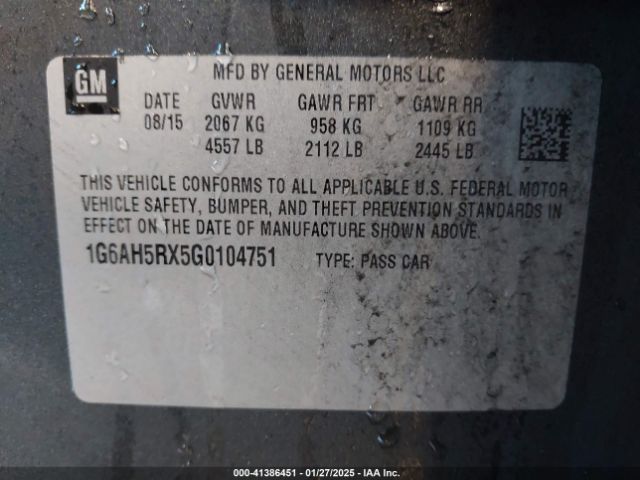 GM
MFD BY GENERAL MOTORS LLC
DATE GVWR GAWR FRT GAWR RR
08/15 2067 KG 958 KG 1109 KG
4557 LB 2112 LB 2445 LB
THIS VEHICLE CONFORMS TO ALL APPLICABLE U.S. FEDERAL MOTOR
VEHICLE SAFETY, BUMPER, AND THEFT PREVENTION STANDARDS IN
EFFECT ON THE DATE OF MANUFACTURE SHOWN ABOVE.
1G6AH5RX5G0104751 TYPE: PASS CAR
000-41386451 | 01/27/2025 | IAA Inc.